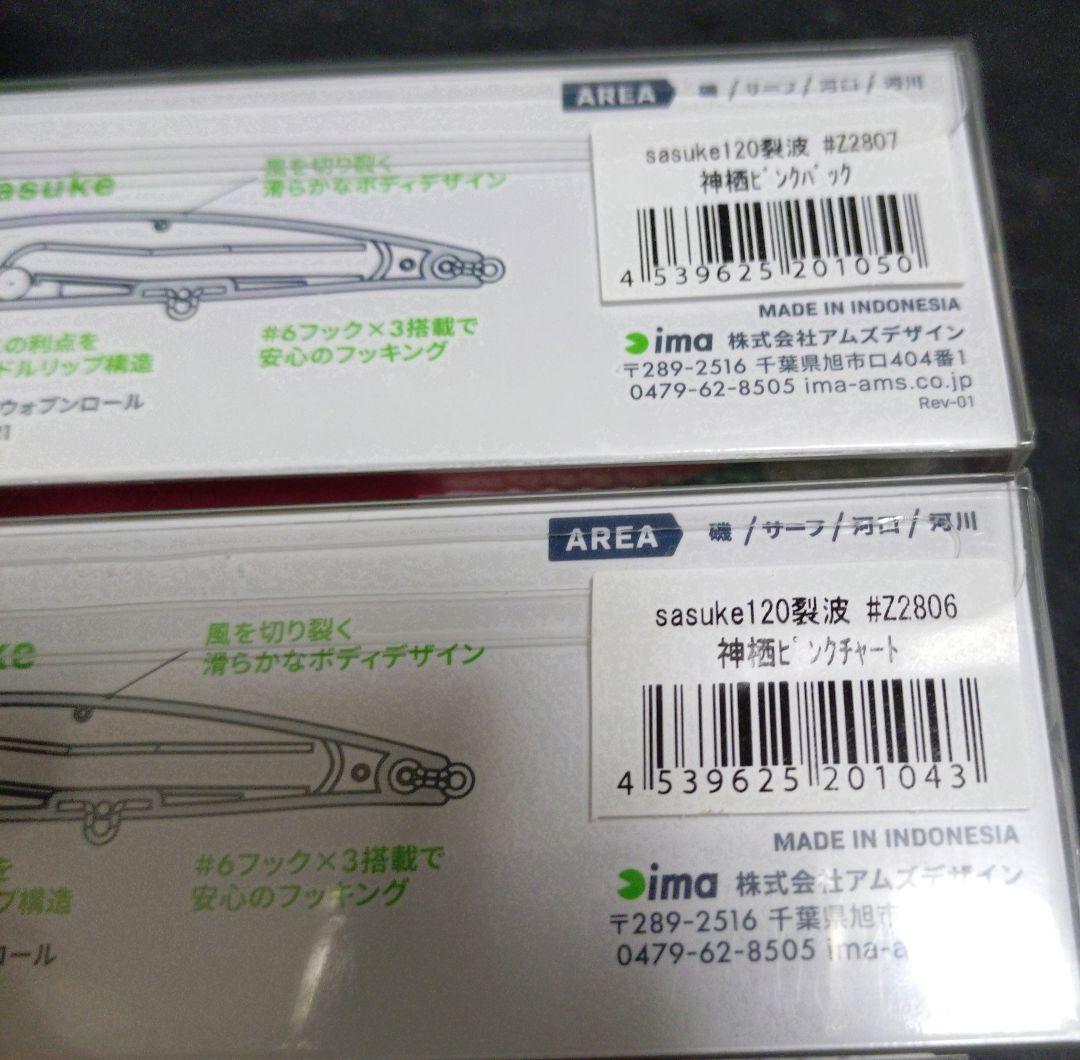 AREA 磯 / サーフ / 河口 / 河川
sasuke120裂波 #Z2807
神栖ﾋﾟﾝｸﾊﾞｯｸ
4 539625 201050
asuke
風を切り裂く
滑らかなボディデザイン
#6フック×3搭載で
安心のフッキング
の利点を
ドルリップ構造
ウォブンロール
MADE IN INDONESIA
ima 株式会社アムズデザイン
〒289-2516 千葉県旭市ロ404番1
0479-62-8505 ima-ams.co.jp
Rev-01
AREA 磯 / サーフ / 河口 / 河川
sasuke120裂波 #Z2806
神栖ﾋﾟﾝｸﾁｬｰﾄ
4 539625 201043
ke
風を切り裂く
滑らかなボディデザイン
#6フック×3搭載で
安心のフッキング
を
プ構造
ロール
MADE IN INDONESIA
ima 株式会社アムズデザイン
〒289-2516 千葉県旭市
0479-62-8505 ima-a